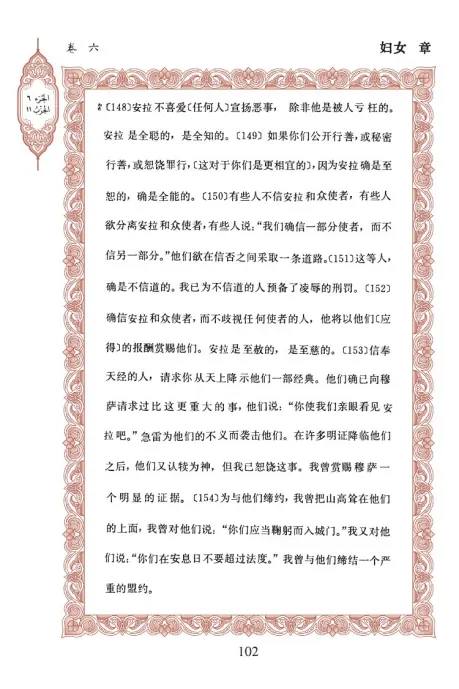 卷 六
妇女 章
الجزء ٦
الحزب ١١
﴿148﴾安拉不喜爱﹝任何人﹞宣扬恶事, 除非他是被人亏枉的。
安拉 是全聪的,是全知的。﹝149﹞如果你们公开行善,或秘密
行善,或恕饶罪行,﹝这对于你们是更相宜的﹞,因为安拉确是至
恕的,确是全能的。﹝150﹞有些人不信安拉和众使者,有些人
欲分离安拉和众使者,有些人说:“我们确信一部分使者, 而不
信另一部分。”他们欲在信否之间采取一条道路。﹝151﹞这等人,
确是不信道的。我已为不信道的人预备了凌辱的刑罚。﹝152﹞
确信安拉和众使者,而不歧视任何使者的人,他将以他们﹝应
得﹞的报酬赏赐他们。安拉是至赦的,是至慈的。﹝153﹞信奉
天经的人,请求你从天上降示他们一部经典。他们确已向穆
萨请求过比这更重大的事,他们说:“你使我们亲眼看见安
拉吧。”急雷为他们的不义而袭击他们。在许多明证降临他们
之后,他们又认犊为神,但我已恕饶这事。我曾赏赐穆萨一
个明显的证据。﹝154﹞为与他们缔约,我曾把山高耸在他们
的上面,我曾对他们说:“你们应当鞠躬而入城门。”我又对他
们说:“你们在安息日不要超过法度。”我曾与他们缔结一个严
重的盟约。
102